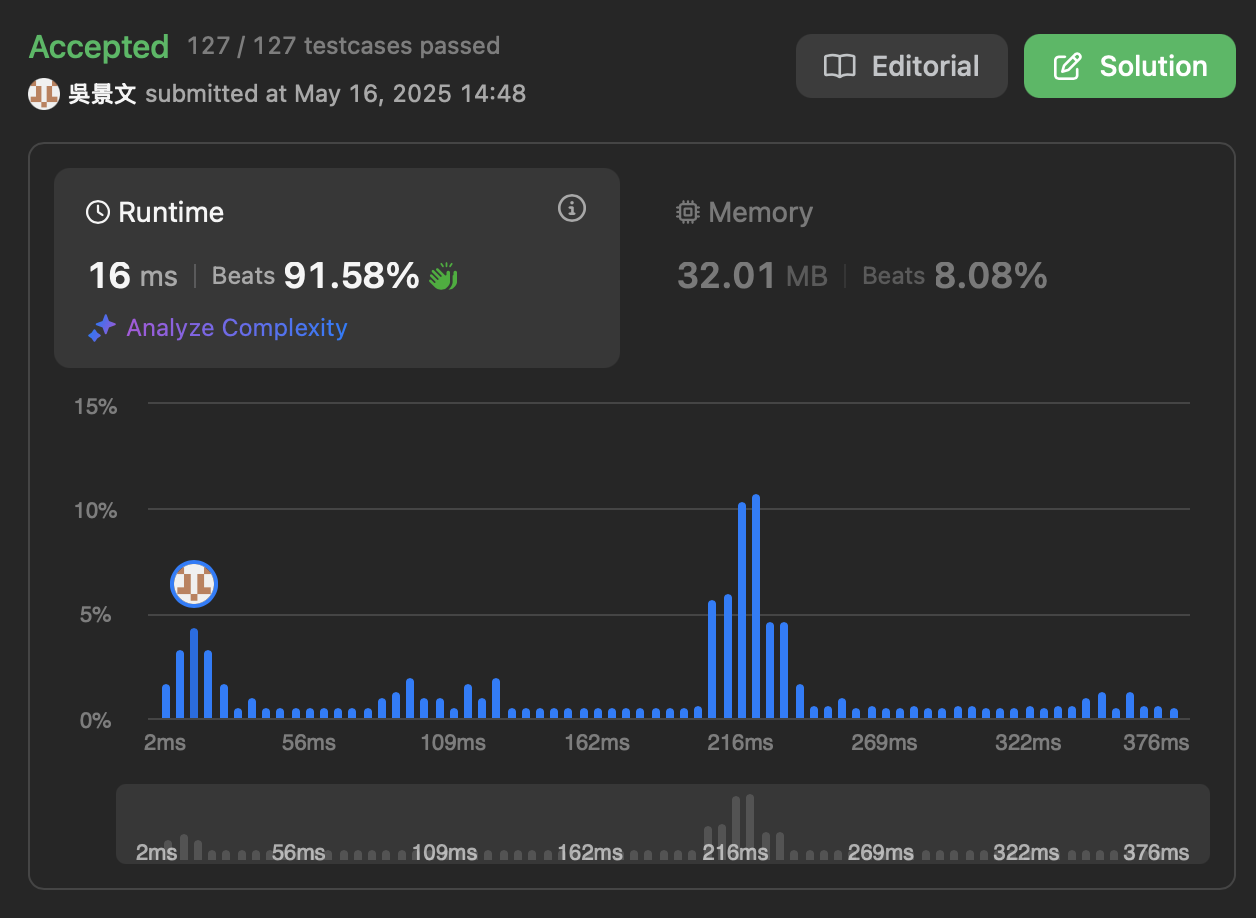 Accepted 127 / 127 testcases passed
吳景文 submitted at May 16, 2025 14:48
Editorial
Solution
Runtime
16 ms | Beats 91.58%
Analyze Complexity
Memory
32.01 MB | Beats 8.08%
15%
10%
5%
0%
2ms 56ms 109ms 162ms 216ms 269ms 322ms 376ms
2ms 56ms 109ms 162ms 216ms 269ms 322ms 376ms